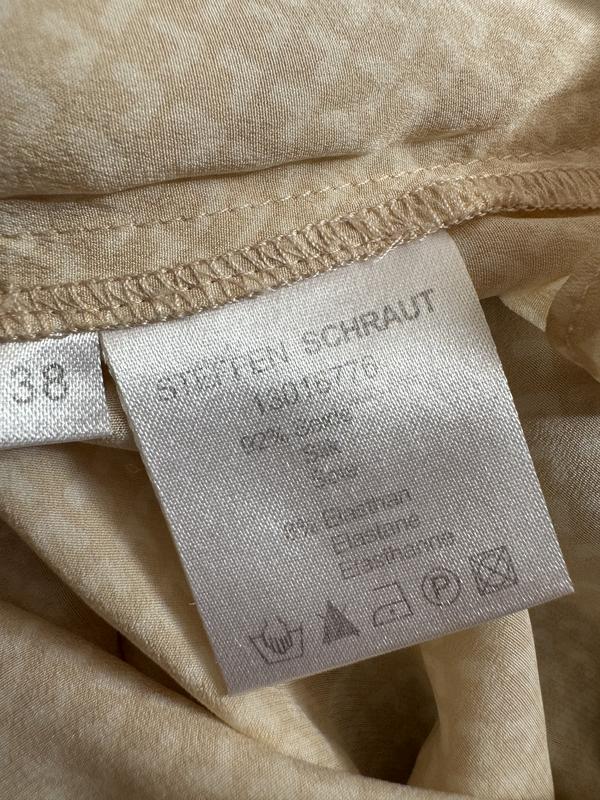 38
STEFFEN SCHRAUT
13016776
92% Seide
Silk
Soie
8% Elasthan
Elastane
Elasthanne
P